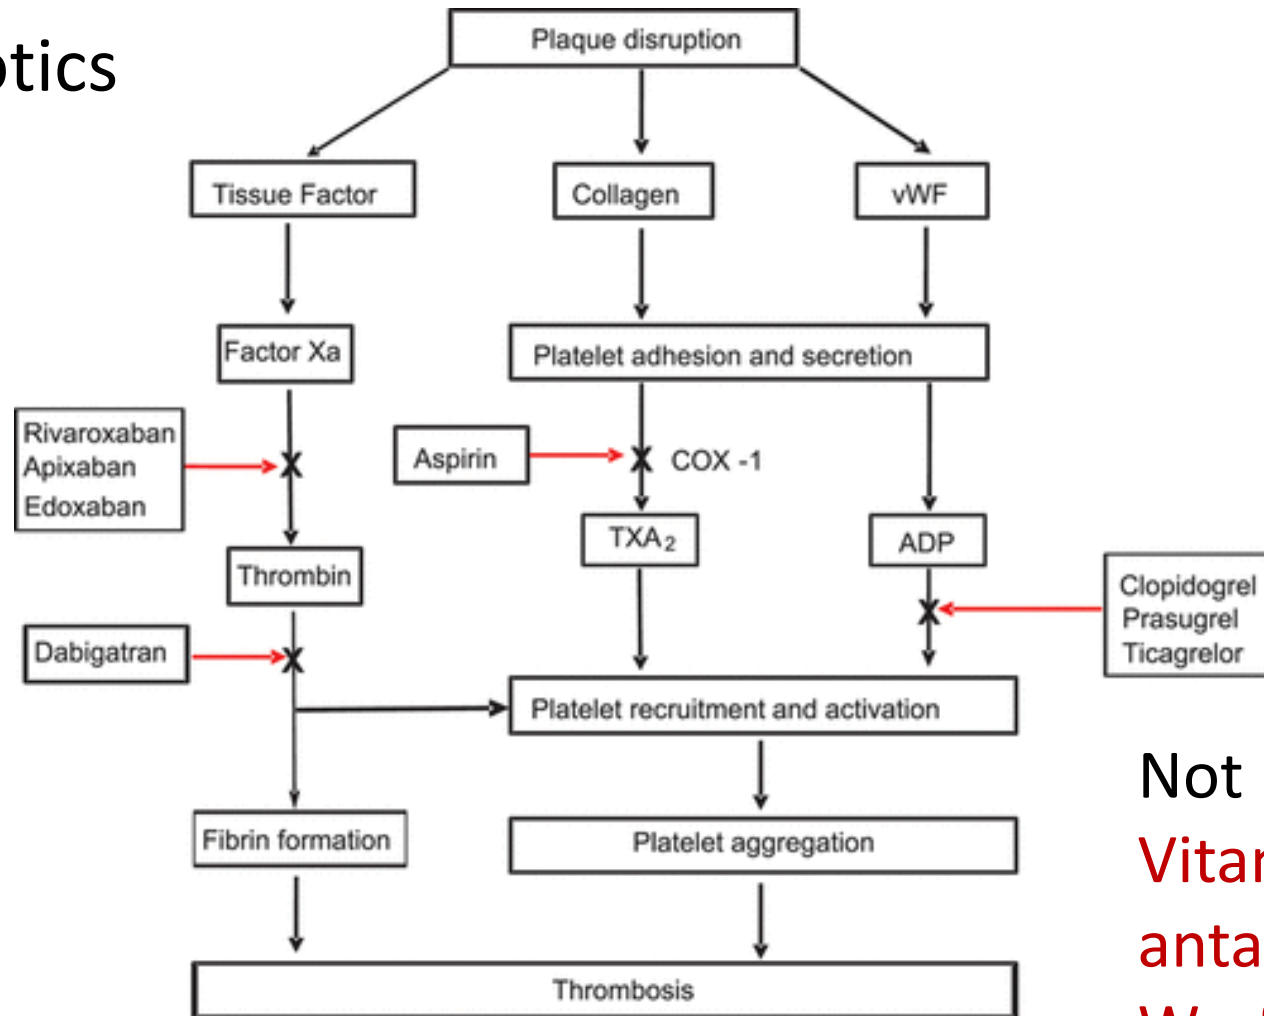 otics
Plaque disruption
Tissue Factor
Collagen
vWF
Factor Xa
Platelet adhesion and secretion
Rivaroxaban
Apixaban
Edoxaban
Aspirin
COX -1
TXA2
ADP
Thrombin
Clopidogrel
Prasugrel
Ticagrelor
Dabigatran
Platelet recruitment and activation
Not
Vitar
anta
Fibrin formation
Platelet aggregation
Thrombosis